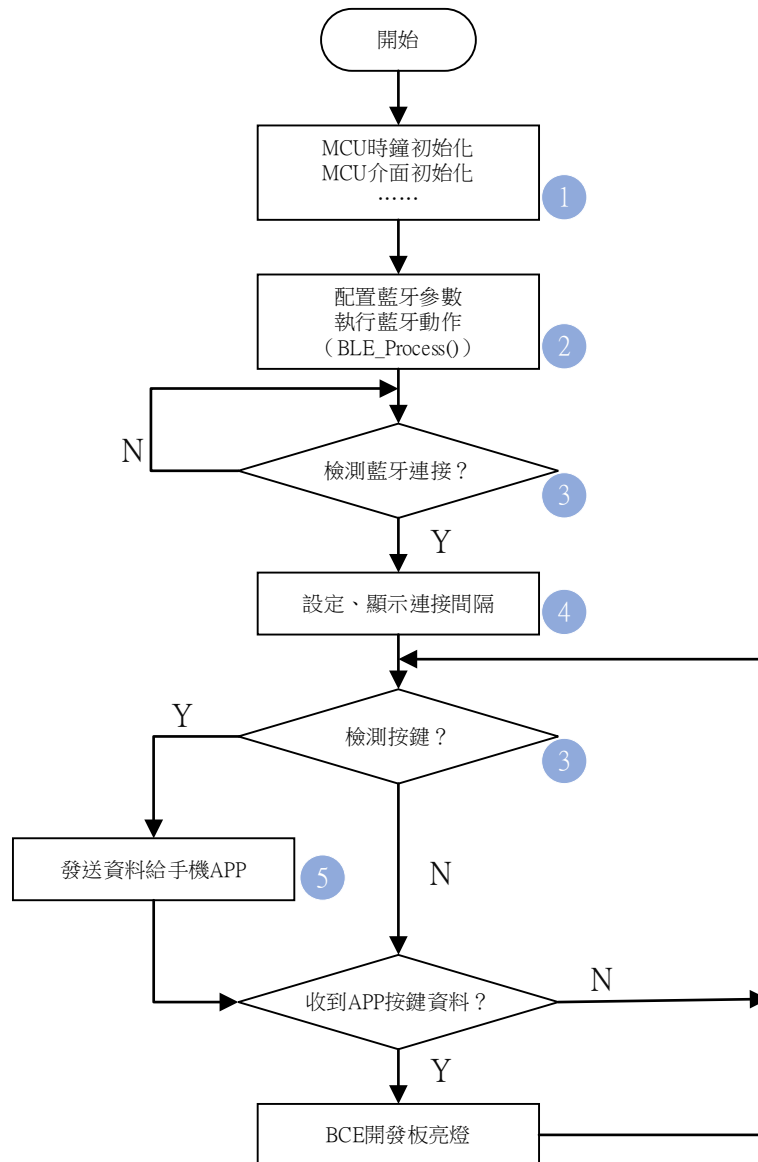 開始
MCU時鐘初始化
MCU介面初始化
……
1
配置藍牙參數
執行藍牙動作
（BLE_Process()）
2
N
檢測藍牙連接？
3
Y
設定、顯示連接間隔
4
Y
檢測按鍵？
3
發送資料給手機APP
5
N
收到APP按鍵資料？
N
Y
BCE開發板亮燈